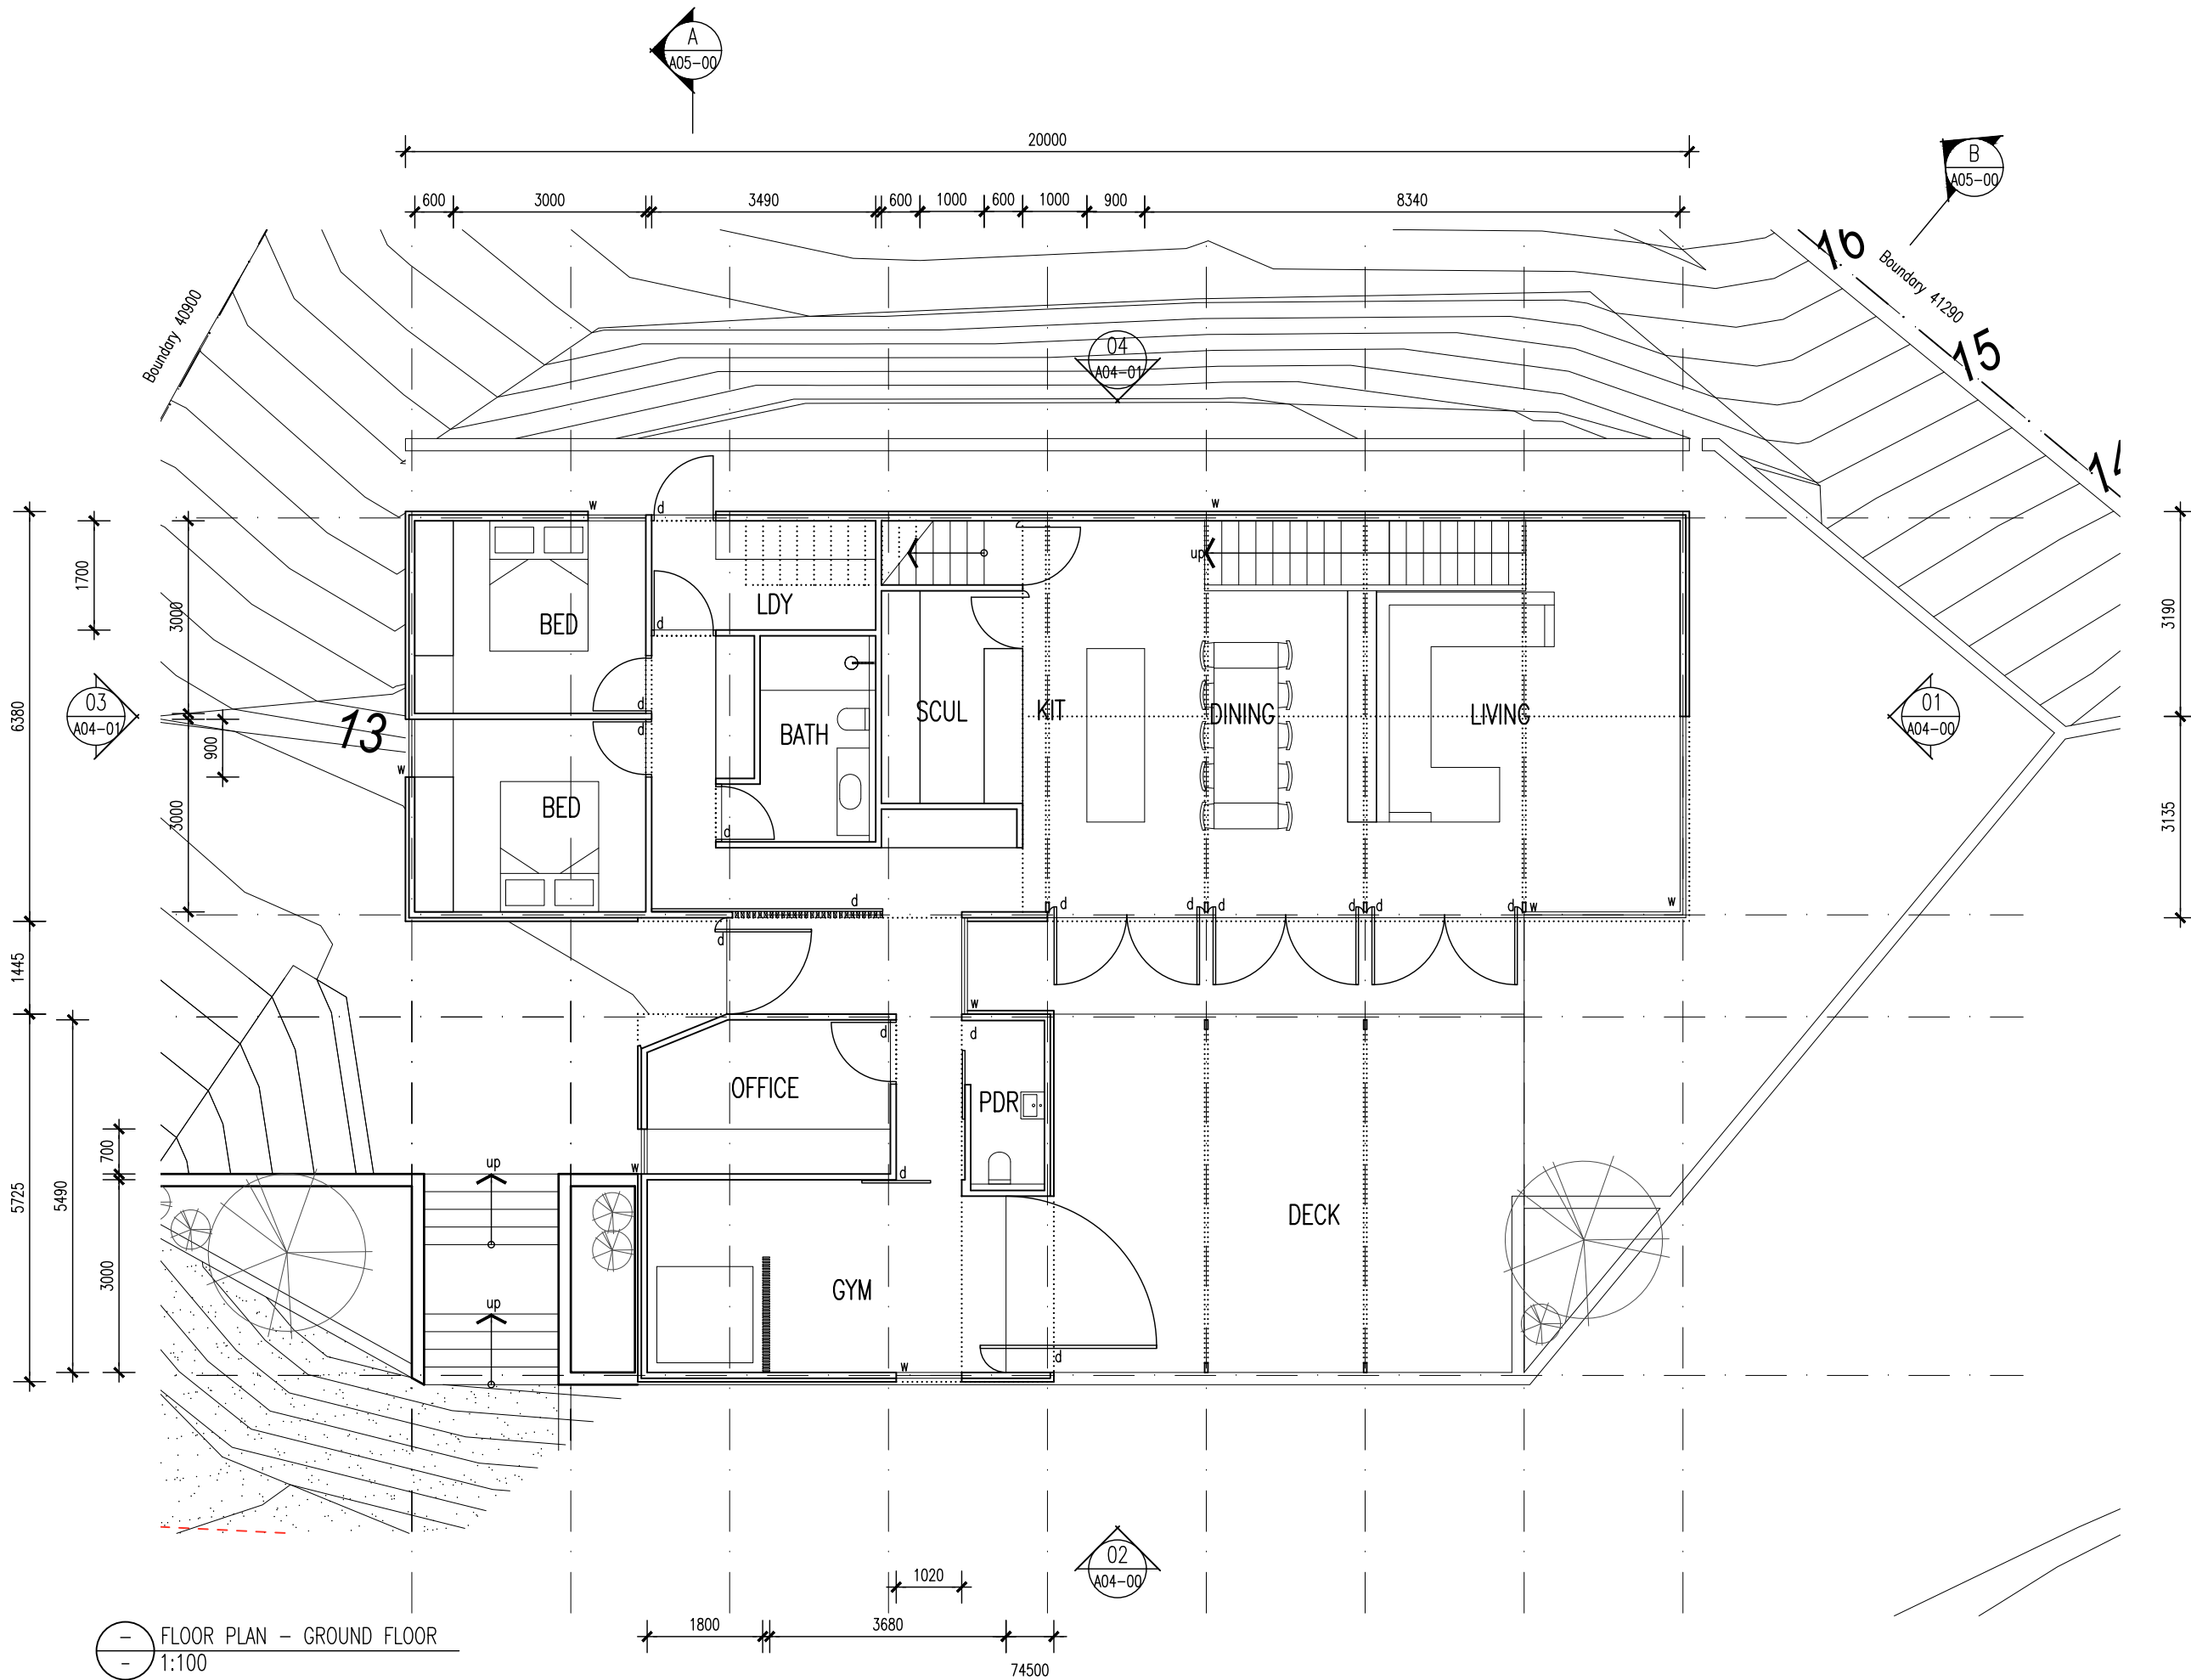 A
A05-00
B
A05-00
20000
600
3000
3490
600
1000
600
1000
900
8340
16
Boundary 41290
Boundary 40900
15
04
A04-01
w
d
w
1700
3000
up
3190
LDY
BED
d
6380
03
A04-01
13
d
d
SCUL
KIT
DINING
LIVING
01
A04-00
BATH
900
w
BED
3000
3135
d
d
d
d
d
d
d
d
w
w
d
1445
w
d
d
OFFICE
PDR
700
5725
5490
up
w
d
3000
DECK
GYM
up
w
d
02
A04-00
1020
1800
3680
74500
– FLOOR PLAN – GROUND FLOOR
– 1:100